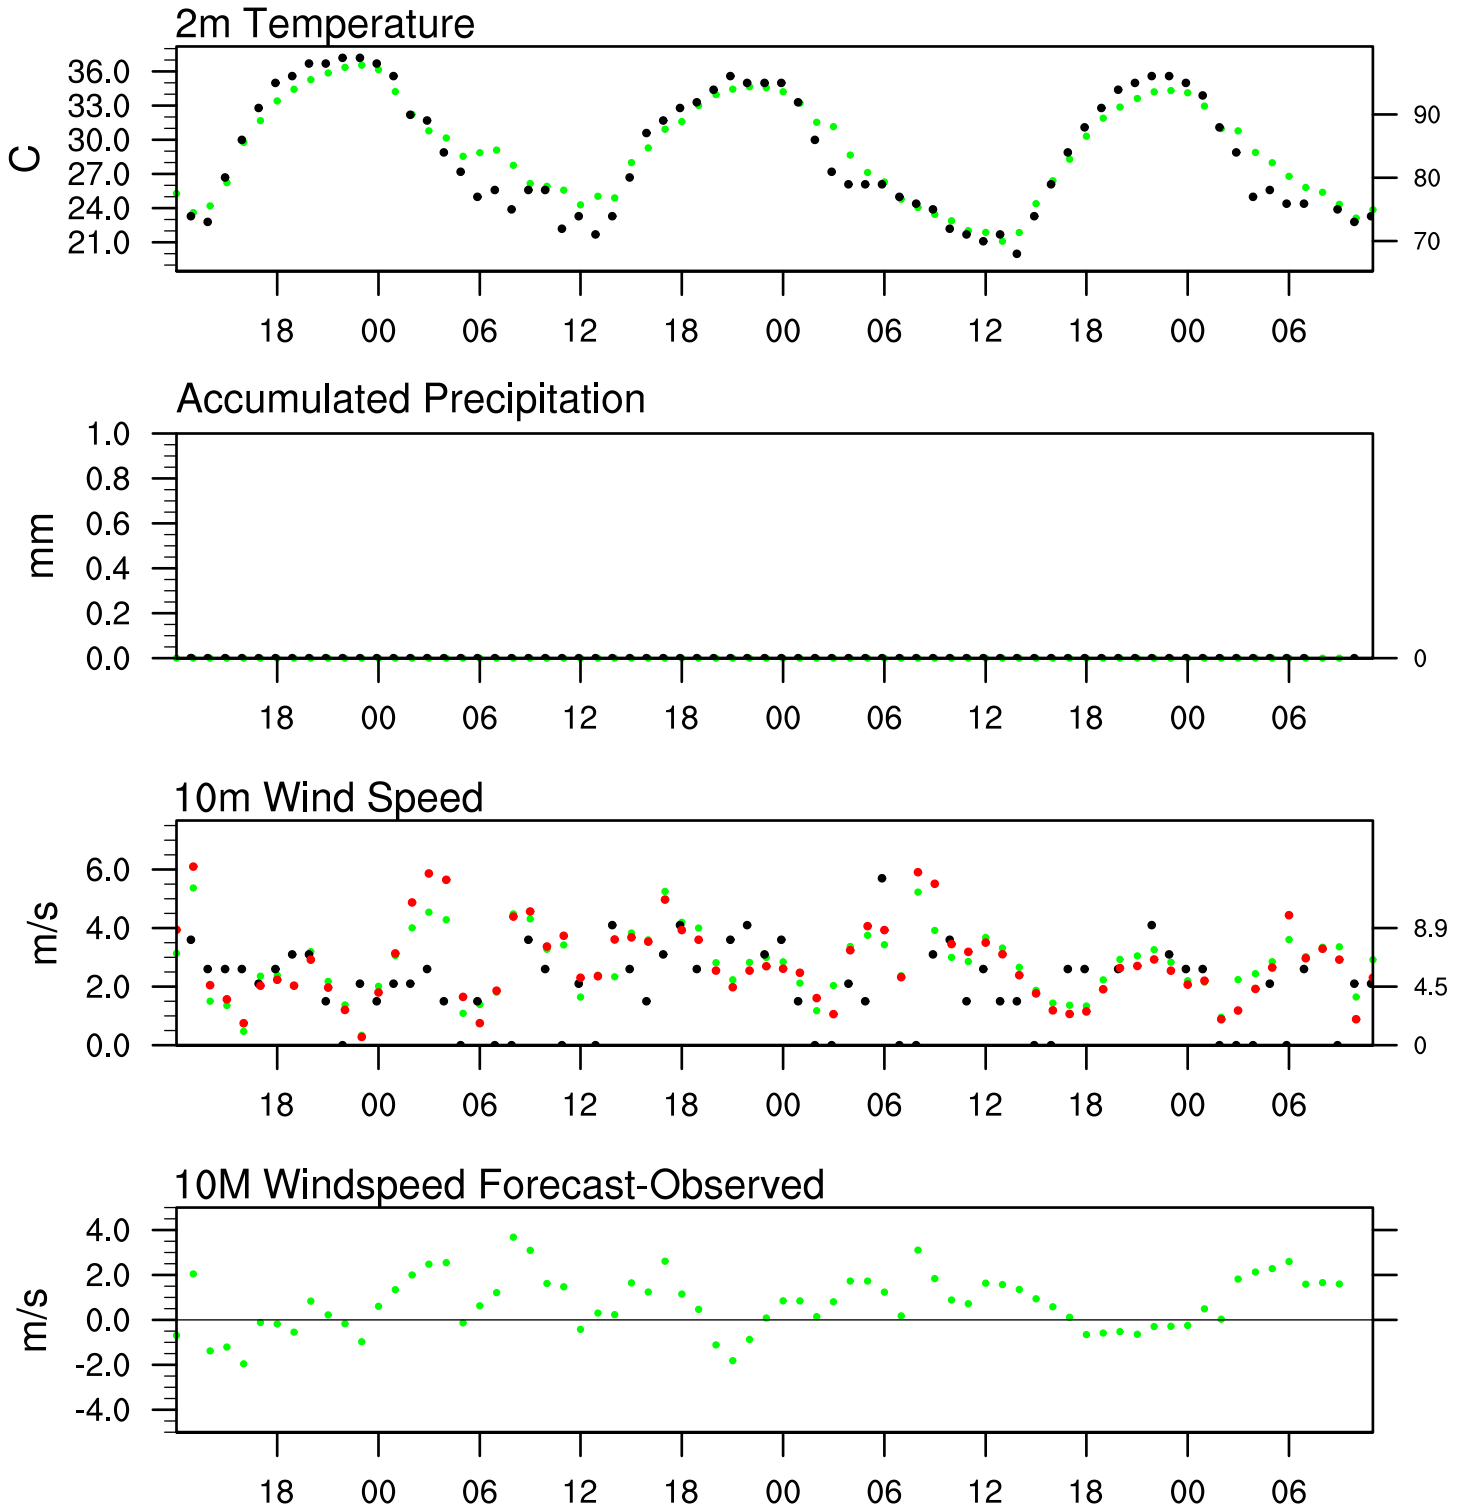 2m Temperature
36.0
33.0
30.0
27.0
24.0
21.0
C
90
80
70
18 00 06 12 18 00 06 12 18 00 06
Accumulated Precipitation
1.0
0.8
0.6
0.4
0.2
0.0
mm
0
18 00 06 12 18 00 06 12 18 00 06
10m Wind Speed
6.0
4.0
2.0
0.0
m/s
8.9
4.5
0
18 00 06 12 18 00 06 12 18 00 06
10M Windspeed Forecast-Observed
4.0
2.0
0.0
-2.0
-4.0
m/s
18 00 06 12 18 00 06 12 18 00 06